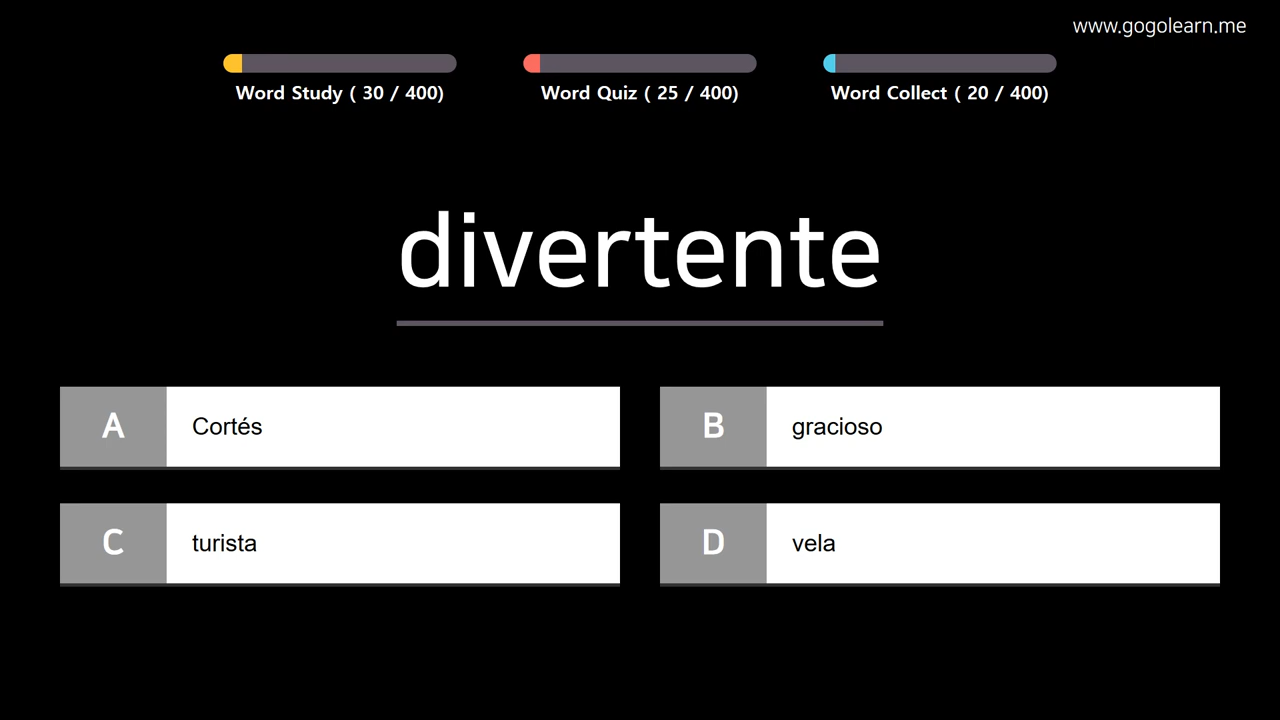 www.gogolearn.me
Word Study ( 30 / 400)
Word Quiz ( 25 / 400)
Word Collect ( 20 / 400)
divertente
A Cortés
B gracioso
C turista
D vela